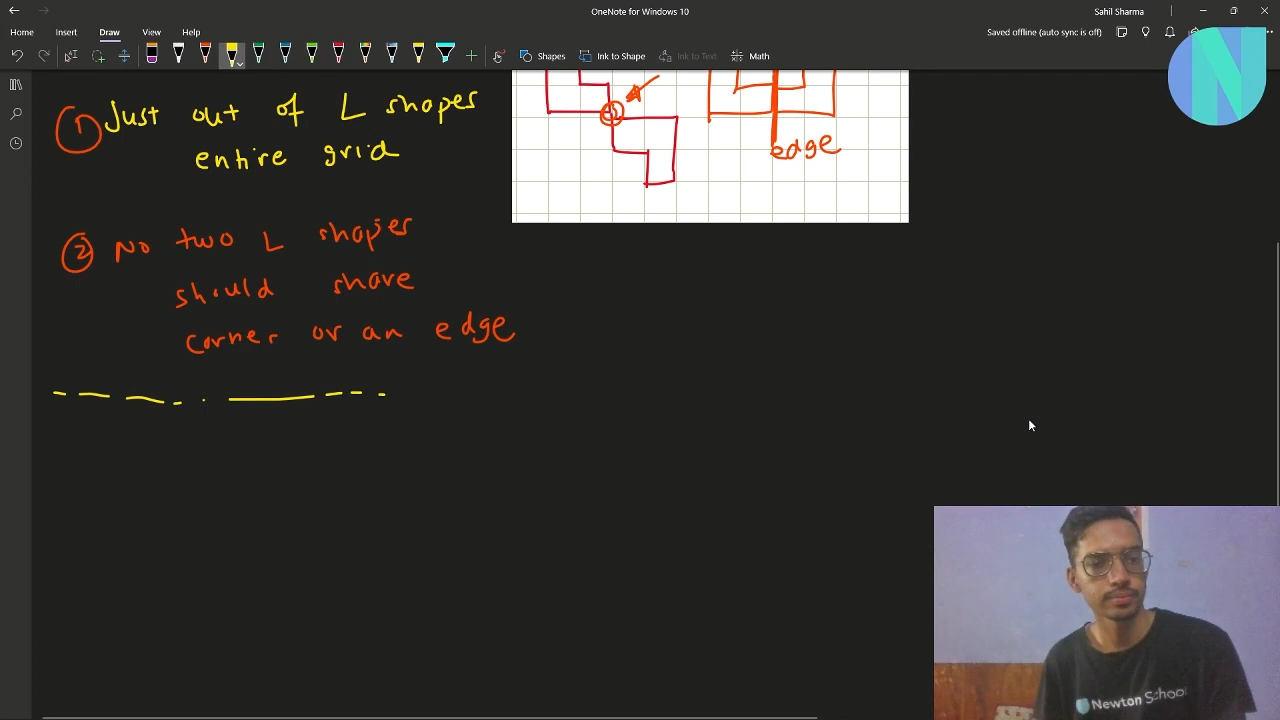 OneNote for Windows 10
Sahil Sharma
Home Insert Draw View Help
Saved offline (auto sync is off)
Shapes Ink to Shape Ink to Text Math
① Just out of L shapes
entire grid
edge
② No two L shapes
should share
corner or an edge
Newton School